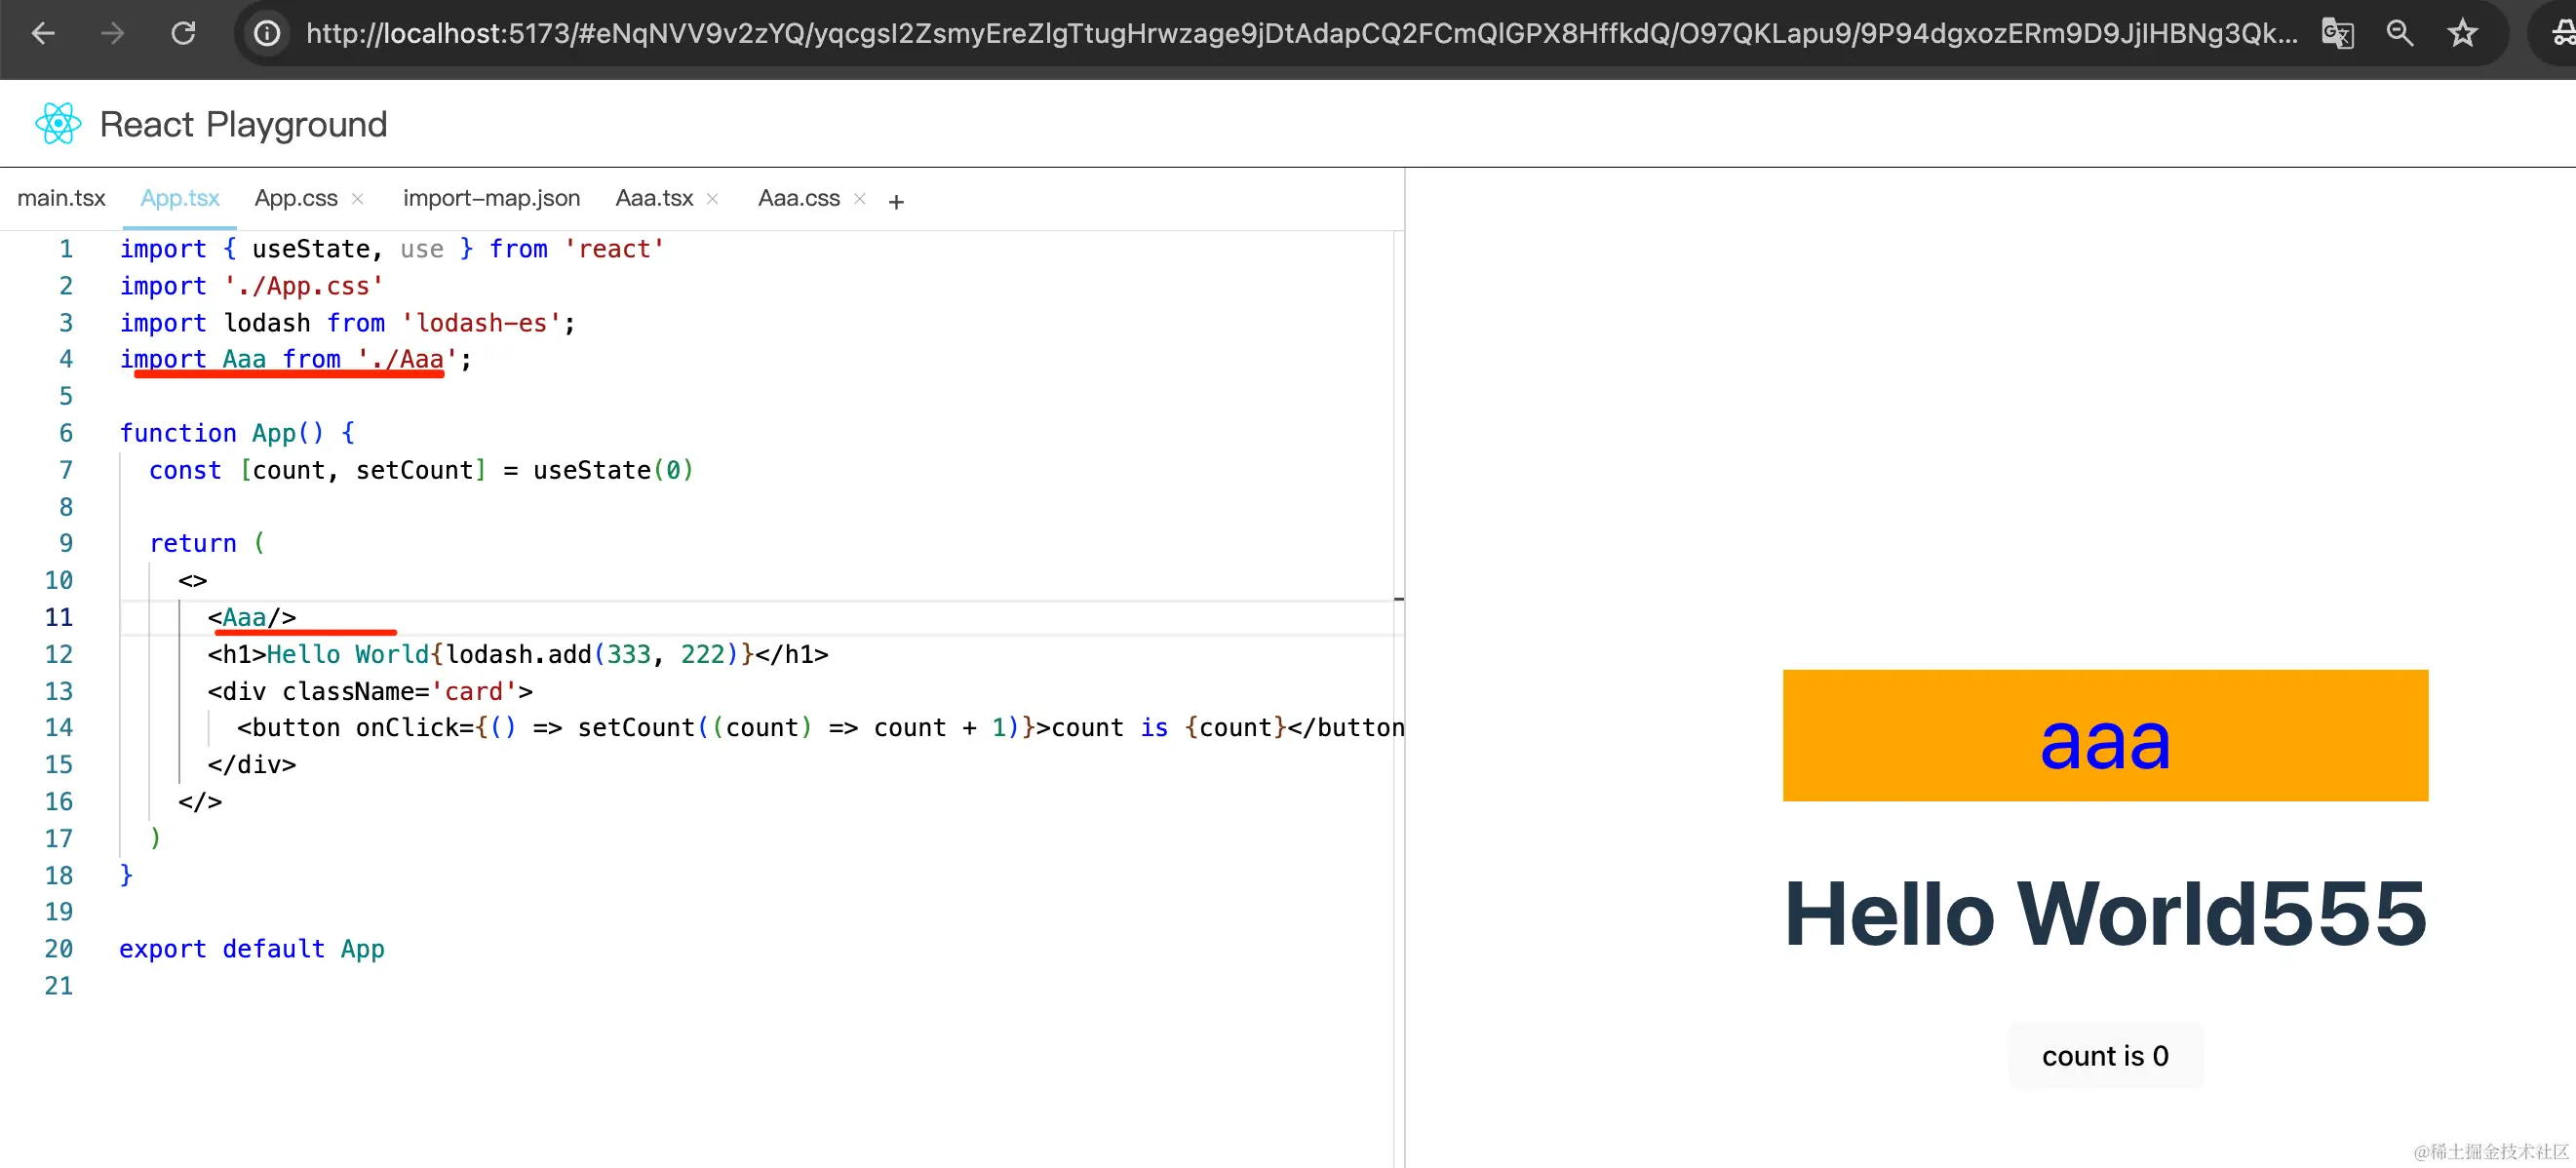 http://localhost:5173/#eNqNVV9v2zYQ/yqcgsI2ZsmyEreZlgTtugHrwzage9jDtAdapCQ2FCmQlGPX8HffkdQ/O97QKLapu9/9P94dgxozERm9D9JjIHBNg3Qk...
React Playground
main.tsx App.tsx App.css × import-map.json Aaa.tsx × Aaa.css × +
1 import { useState, use } from 'react'
2 import './App.css'
3 import lodash from 'lodash-es';
4 import Aaa from './Aaa';
5
6 function App() {
7 const [count, setCount] = useState(0)
8
9 return (
10 <>
11 <Aaa/>
12 <h1>Hello World{lodash.add(333, 222)}</h1>
13 <div className='card'>
14 <button onClick={() => setCount((count) => count + 1)}>count is {count}</button
15 </div>
16 </>
17 )
18 }
19
20 export default App
21
aaa
Hello World555
count is 0
@稀土掘金技术社区